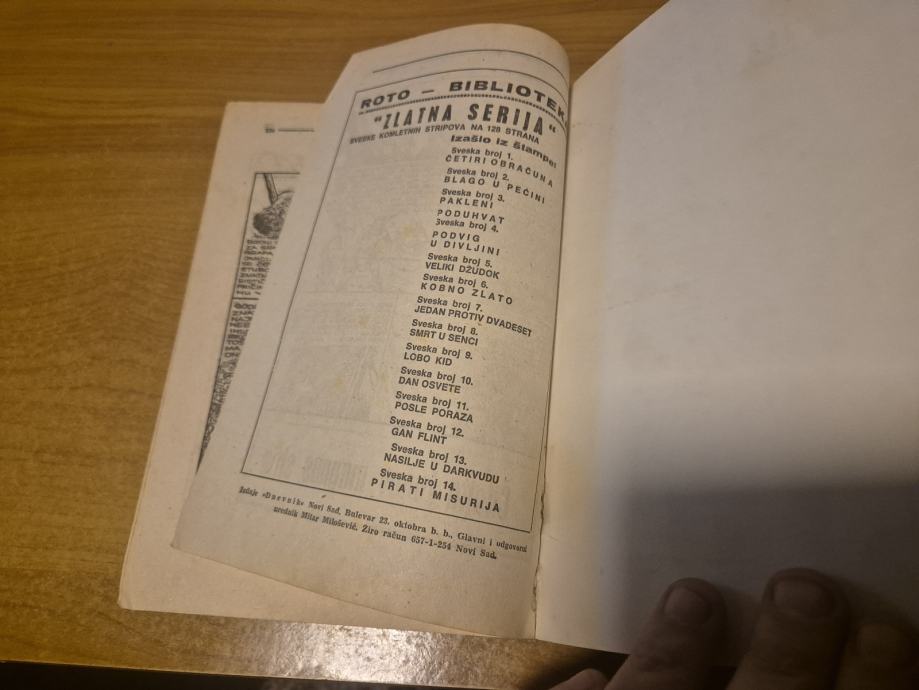 ROTO — BIBLIOTEK
"ZLATNA SERIJA"
SVESKE KOMLETNIH STRIPOVA NA 128 STRANA
Izašlo iz štampe:
Sveska broj 1.
ČETIRI OBRAČUNA
Sveska broj 2.
BLAGO U PEĆINI
Sveska broj 3.
PAKLENI
PODUHVAT
Sveska broj 4.
PODVIG
U DIVLJINI
Sveska broj 5.
VELIKI DŽUDOK
Sveska broj 6.
KOBNO ZLATO
Sveska broj 7.
JEDAN PROTIV DVADESET
Sveska broj 8.
SMRT U SENCI
Sveska broj 9.
LOBO KID
Sveska broj 10.
DAN OSVETE
Sveska broj 11.
POSLE PORAZA
Sveska broj 12.
GAN FLINT
Sveska broj 13.
NASILJE U DARKVUDU
Sveska broj 14.
PIRATI MISURIJA
Izdaje »Dnevnik« Novi Sad, Bulevar 23. oktobra b. b., Glavni i odgovorni
urednik Mitar Milošević, Žiro račun 657-1-254 Novi Sad.